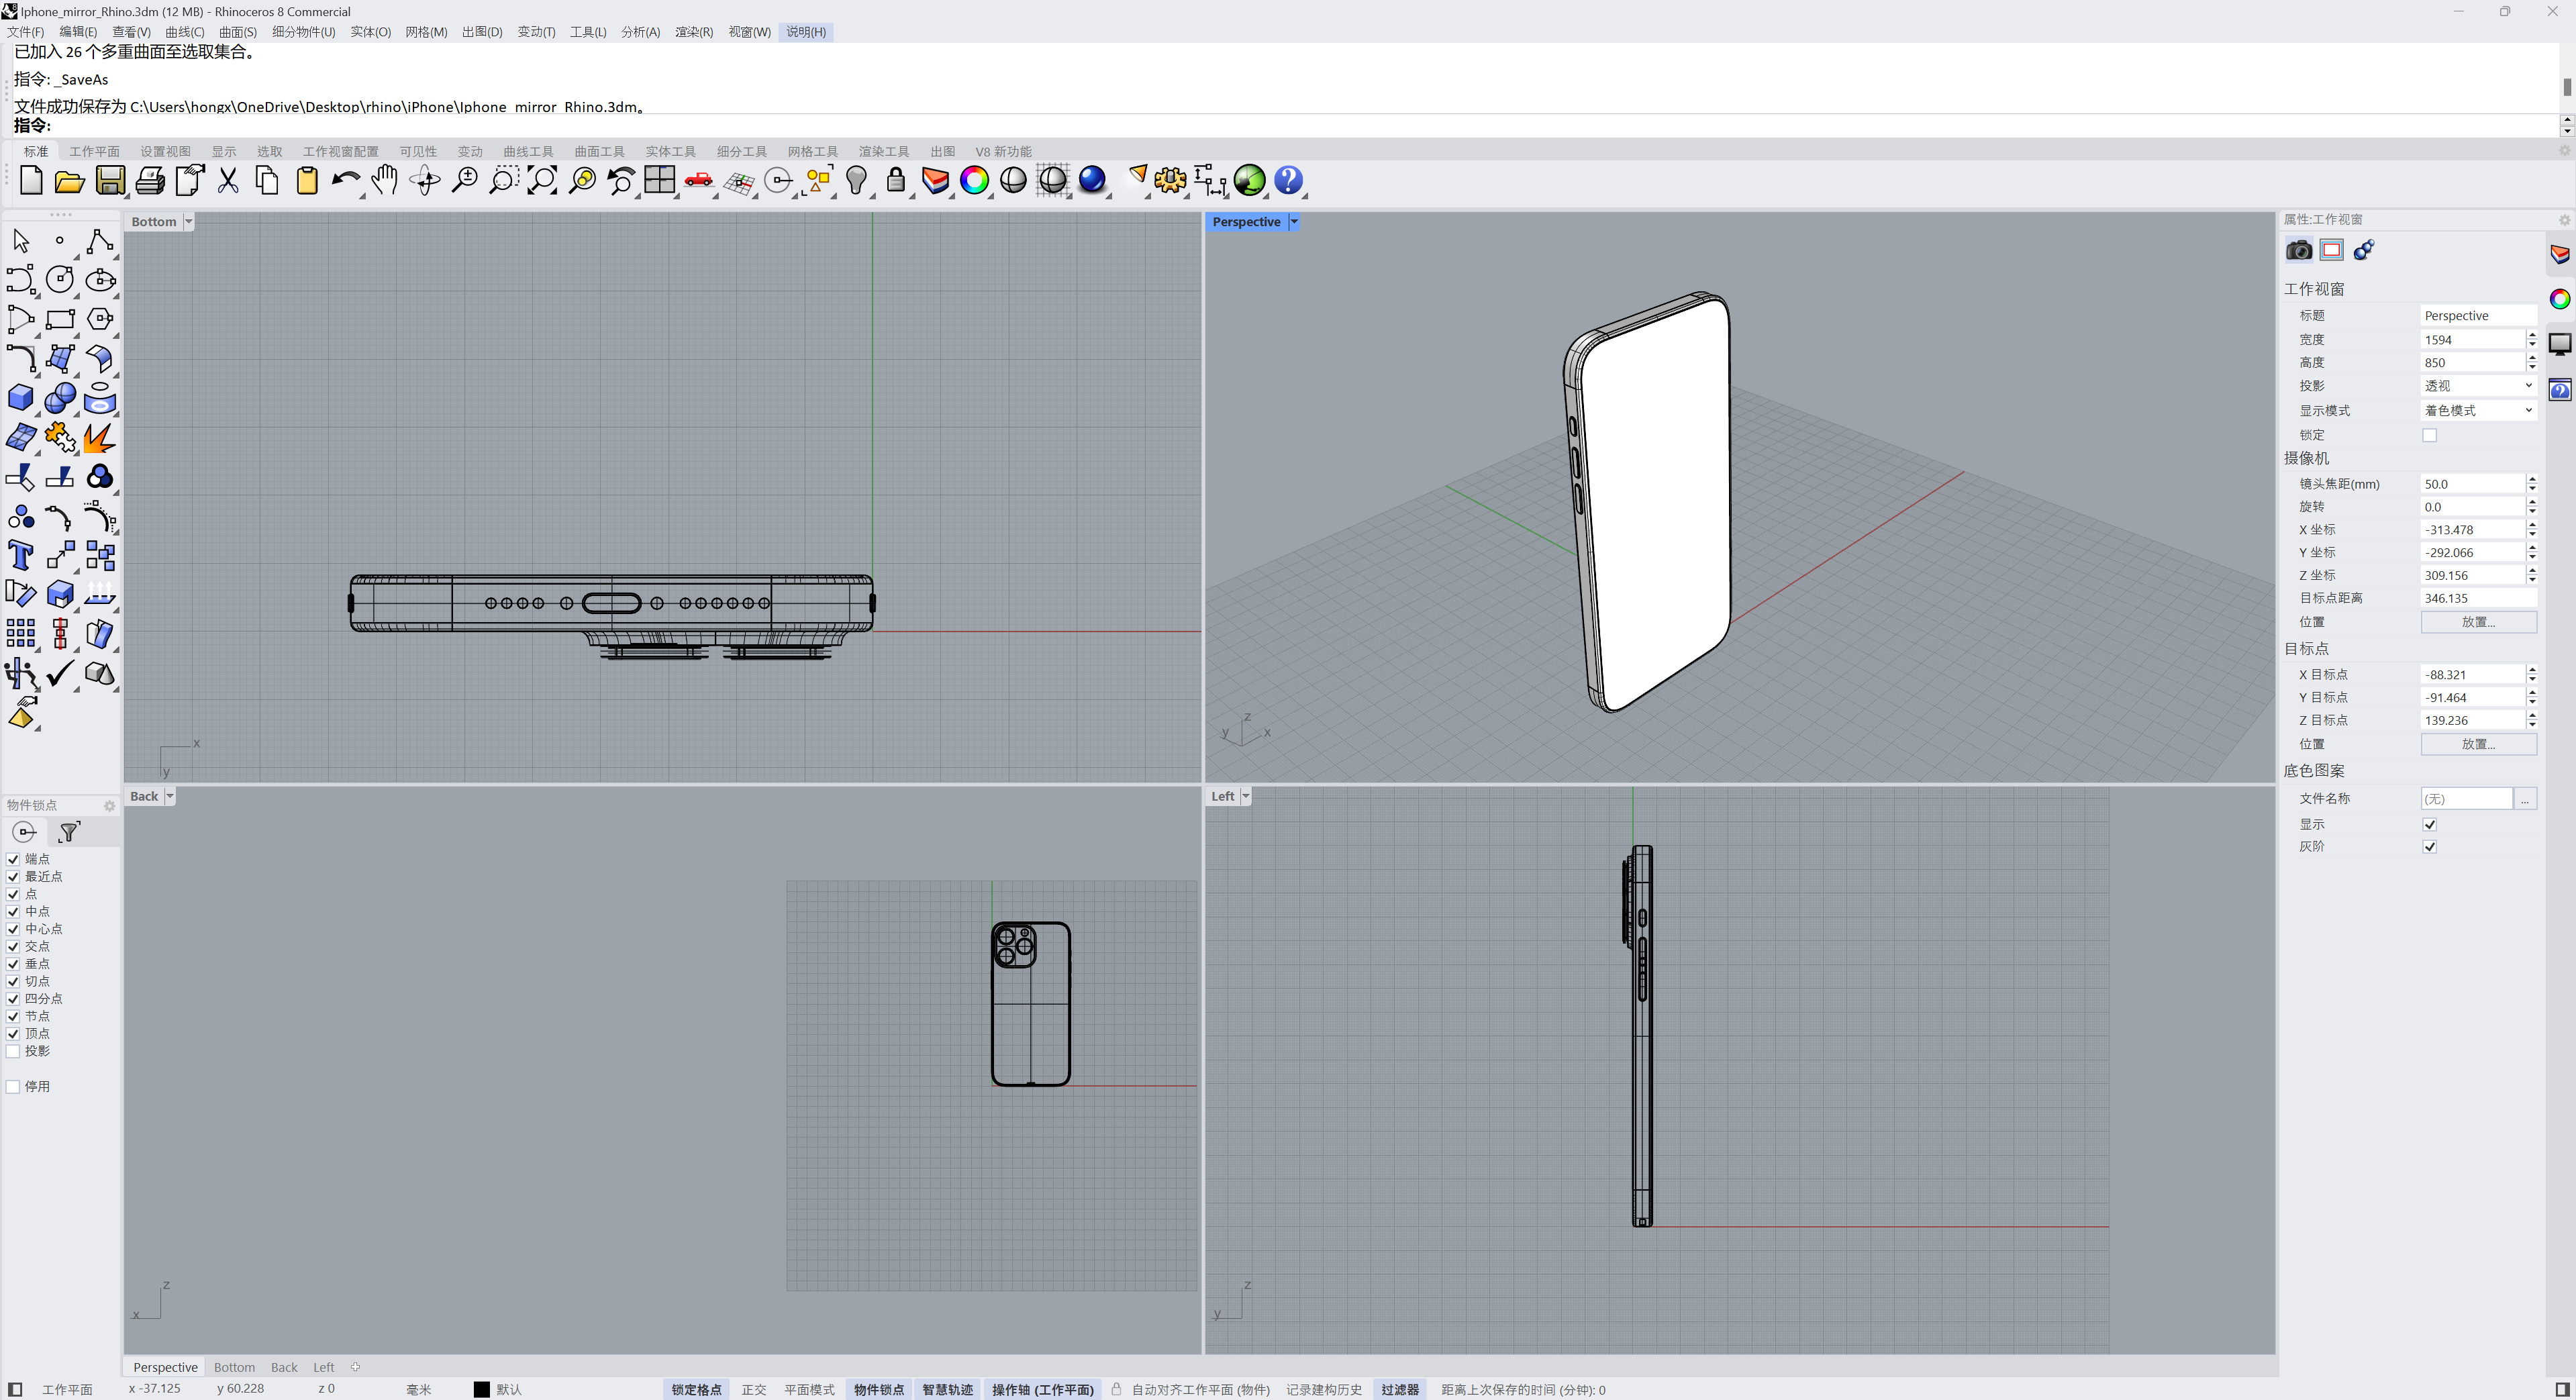 Iphone_mirror_Rhino.3dm (12 MB) - Rhinoceros 8 Commercial
文件(F) 编辑(E) 查看(V) 曲线(C) 曲面(S) 细分物件(U) 实体(O) 网格(M) 出图(D) 变动(T) 工具(L) 分析(A) 渲染(R) 视窗(W) 说明(H)
已加入 26 个多重曲面至选取集合。
指令: _SaveAs
文件成功保存为 C:\Users\hongx\OneDrive\Desktop\rhino\iPhone\Iphone_mirror_Rhino.3dm。
指令:
标准 工作平面 设置视图 显示 选取 工作视窗配置 可见性 变动 曲线工具 曲面工具 实体工具 细分工具 网格工具 渲染工具 出图 V8 新功能
Bottom
x
y
Perspective
z
y
x
Back
z
x
Left
z
y
物件锁点
端点
最近点
点
中点
中心点
交点
垂点
切点
四分点
节点
顶点
投影
停用
属性:工作视窗
工作视窗
标题 Perspective
宽度 1594
高度 850
投影 透视
显示模式 着色模式
锁定
摄像机
镜头焦距(mm) 50.0
旋转 0.0
X 坐标 -313.478
Y 坐标 -292.066
Z 坐标 309.156
目标点距离 346.135
位置 放置...
目标点
X 目标点 -88.321
Y 目标点 -91.464
Z 目标点 139.236
位置 放置...
底色图案
文件名称 (无) ...
显示
灰阶
Perspective Bottom Back Left
工作平面 x -37.125 y 60.228 z 0 毫米 默认 锁定格点 正交 平面模式 物件锁点 智慧轨迹 操作轴 (工作平面) 自动对齐工作平面 (物件) 记录建构历史 过滤器 距离上次保存的时间 (分钟): 0